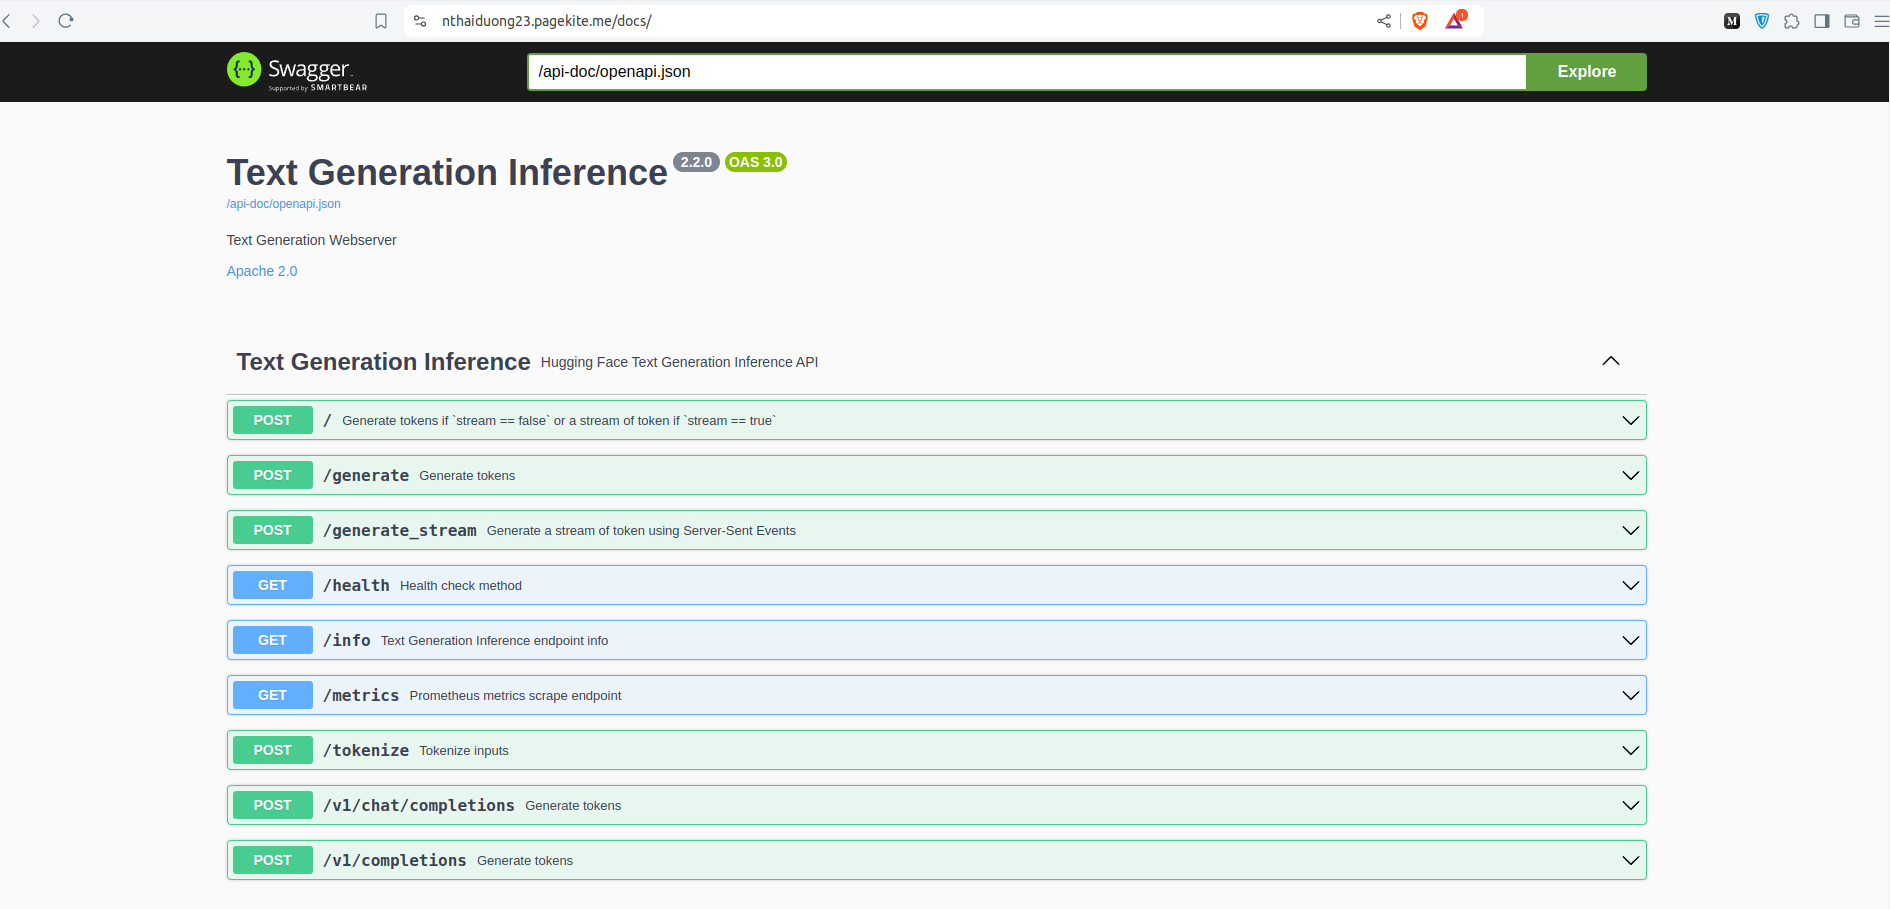 nthaiduong23.pagekite.me/docs/
1
M
{···} Swagger.
Supported by SMARTBEAR
/api-doc/openapi.json
Explore
Text Generation Inference 2.2.0 OAS 3.0
/api-doc/openapi.json
Text Generation Webserver
Apache 2.0
Text Generation Inference Hugging Face Text Generation Inference API
POST / Generate tokens if `stream == false` or a stream of token if `stream == true`
POST /generate Generate tokens
POST /generate_stream Generate a stream of token using Server-Sent Events
GET /health Health check method
GET /info Text Generation Inference endpoint info
GET /metrics Prometheus metrics scrape endpoint
POST /tokenize Tokenize inputs
POST /v1/chat/completions Generate tokens
POST /v1/completions Generate tokens